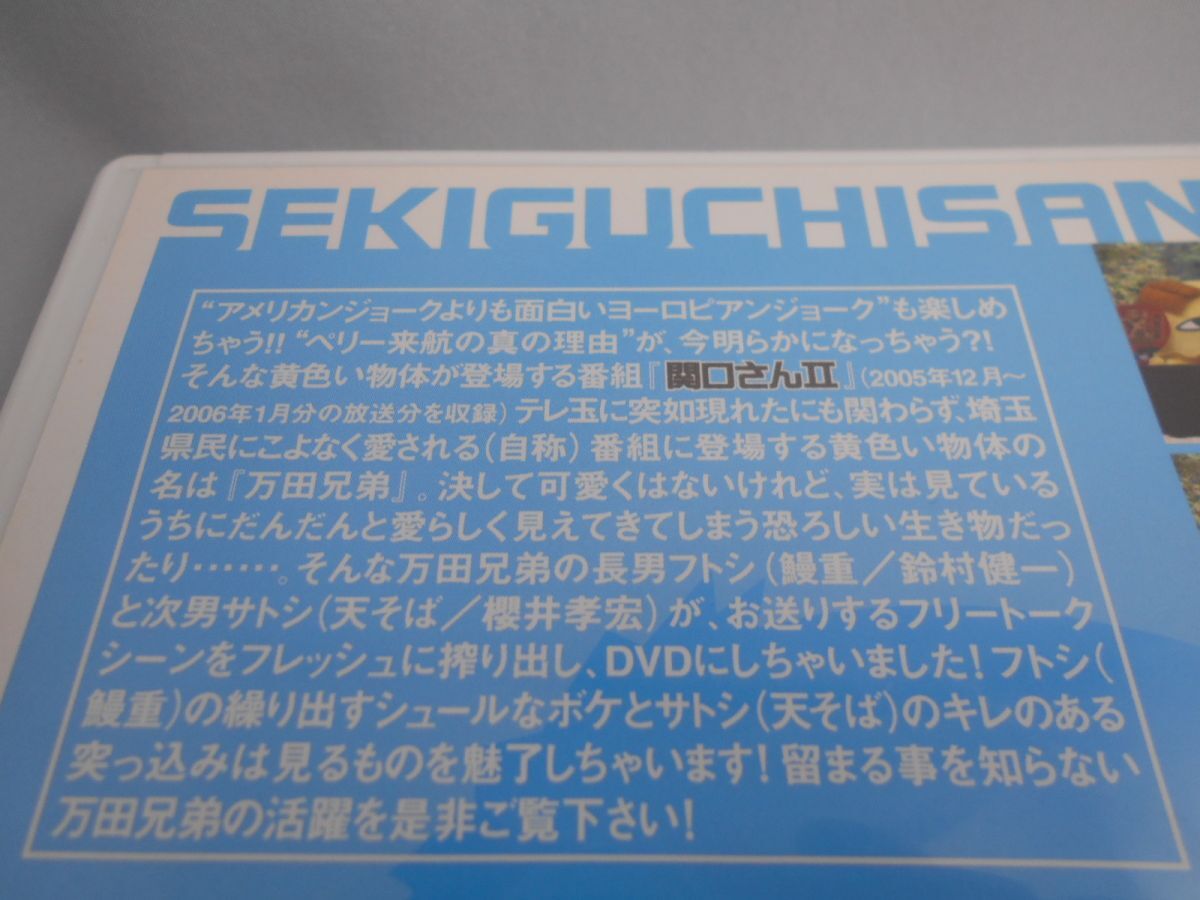 SEKIGUCHISAN
“アメリカンジョークよりも面白いヨーロピアンジョーク”も楽しめ
ちゃう!! “ペリー来航の真の理由”が、今明らかになっちゃう?!
そんな黄色い物体が登場する番組『関口さんII』(2005年12月〜
2006年1月分の放送分を収録) テレ玉に突如現れたにも関わらず、埼玉
県民にこよなく愛される(自称) 番組に登場する黄色い物体の
名は『万田兄弟』。決して可愛くはないけれど、実は見ている
うちにだんだんと愛らしく見えてきてしまう恐ろしい生き物だっ
たり……。そんな万田兄弟の長男フトシ(鰻重／鈴村健一)
と次男サトシ(天そば／櫻井孝宏)が、お送りするフリートーク
シーンをフレッシュに搾り出し、DVDにしちゃいました! フトシ(
鰻重)の繰り出すシュールなボケとサトシ(天そば)のキレのある
突っ込みは見るものを魅了しちゃいます! 留まる事を知らない
万田兄弟の活躍を是非ご覧下さい!